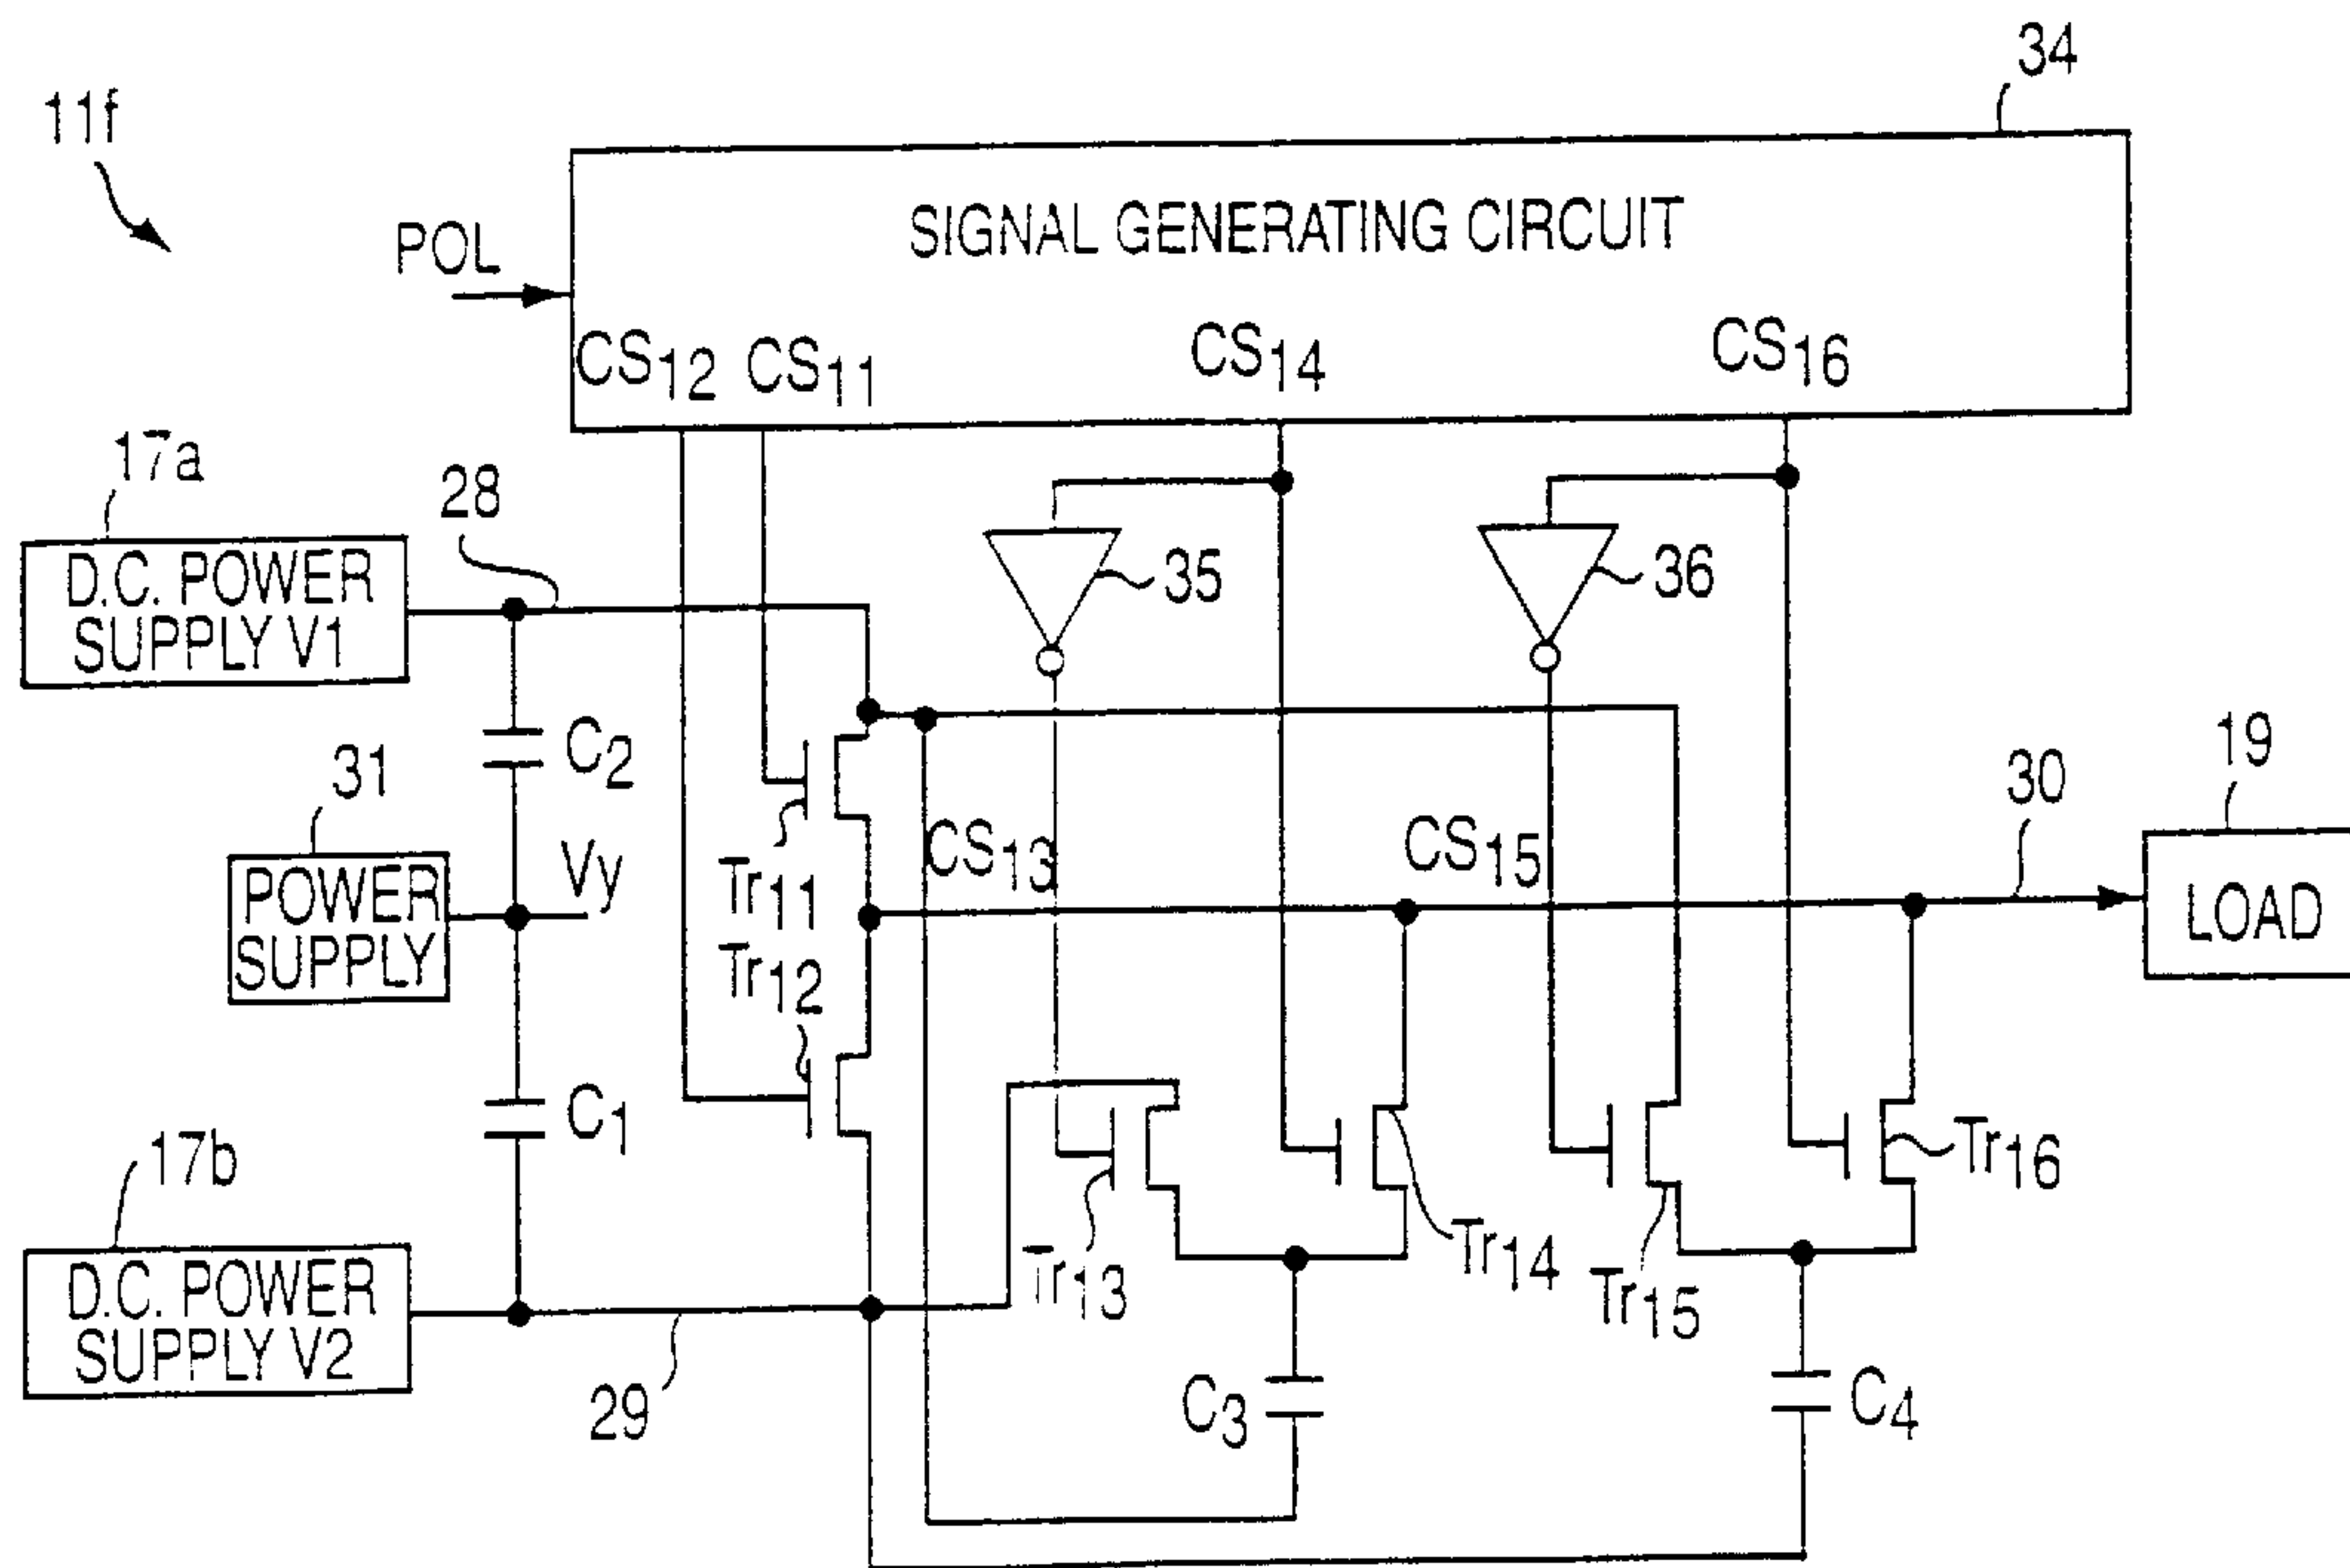 34
11f
SIGNAL GENERATING CIRCUIT
POL
CS12
CS11
CS14
CS16
17a
28
D.C. POWER
SUPPLY V1
35
36
C2
31
19
30
Vy
POWER
SUPPLY
Tr11
CS13
CS15
LOAD
Tr12
C1
17b
Tr16
D.C. POWER
SUPPLY V2
Tr13
Tr14
Tr15
29
C3
C4